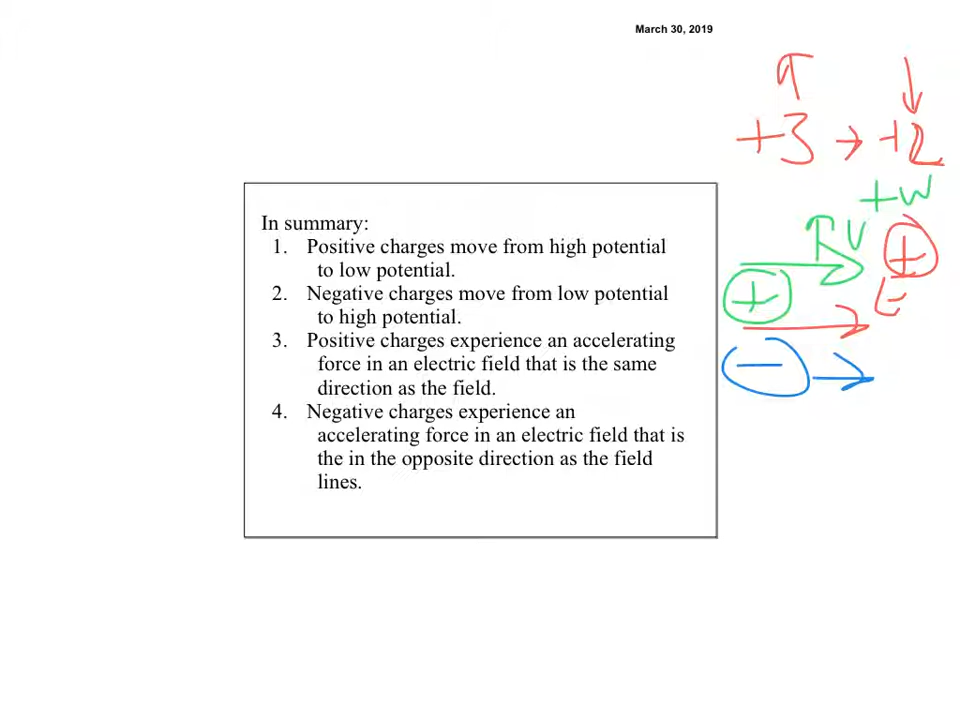 March 30, 2019
+3 → +2
+W
↑V +
+ E
−
In summary:
1. Positive charges move from high potential
to low potential.
2. Negative charges move from low potential
to high potential.
3. Positive charges experience an accelerating
force in an electric field that is the same
direction as the field.
4. Negative charges experience an
accelerating force in an electric field that is
the in the opposite direction as the field
lines.